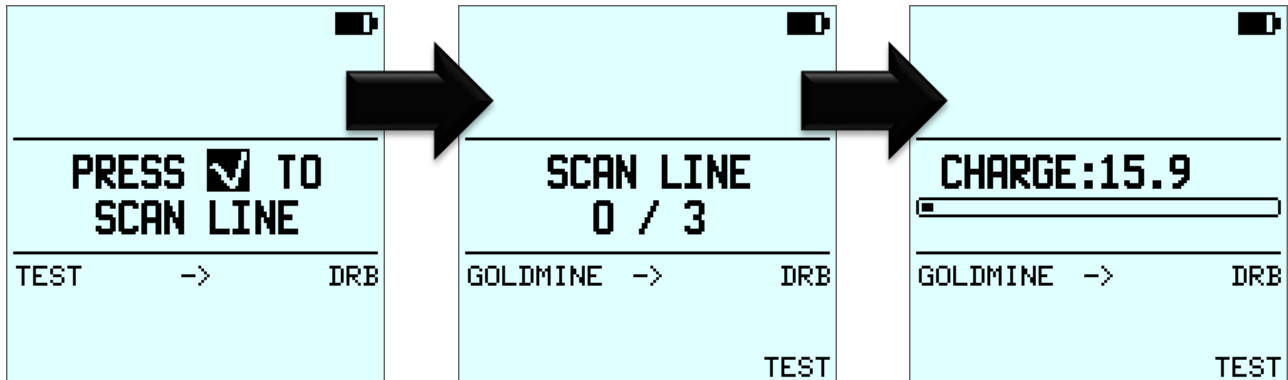 PRESS ✓ TO
SCAN LINE
TEST -> DRB
SCAN LINE
0 / 3
GOLDMINE -> DRB
TEST
CHARGE:15.9
GOLDMINE -> DRB
TEST